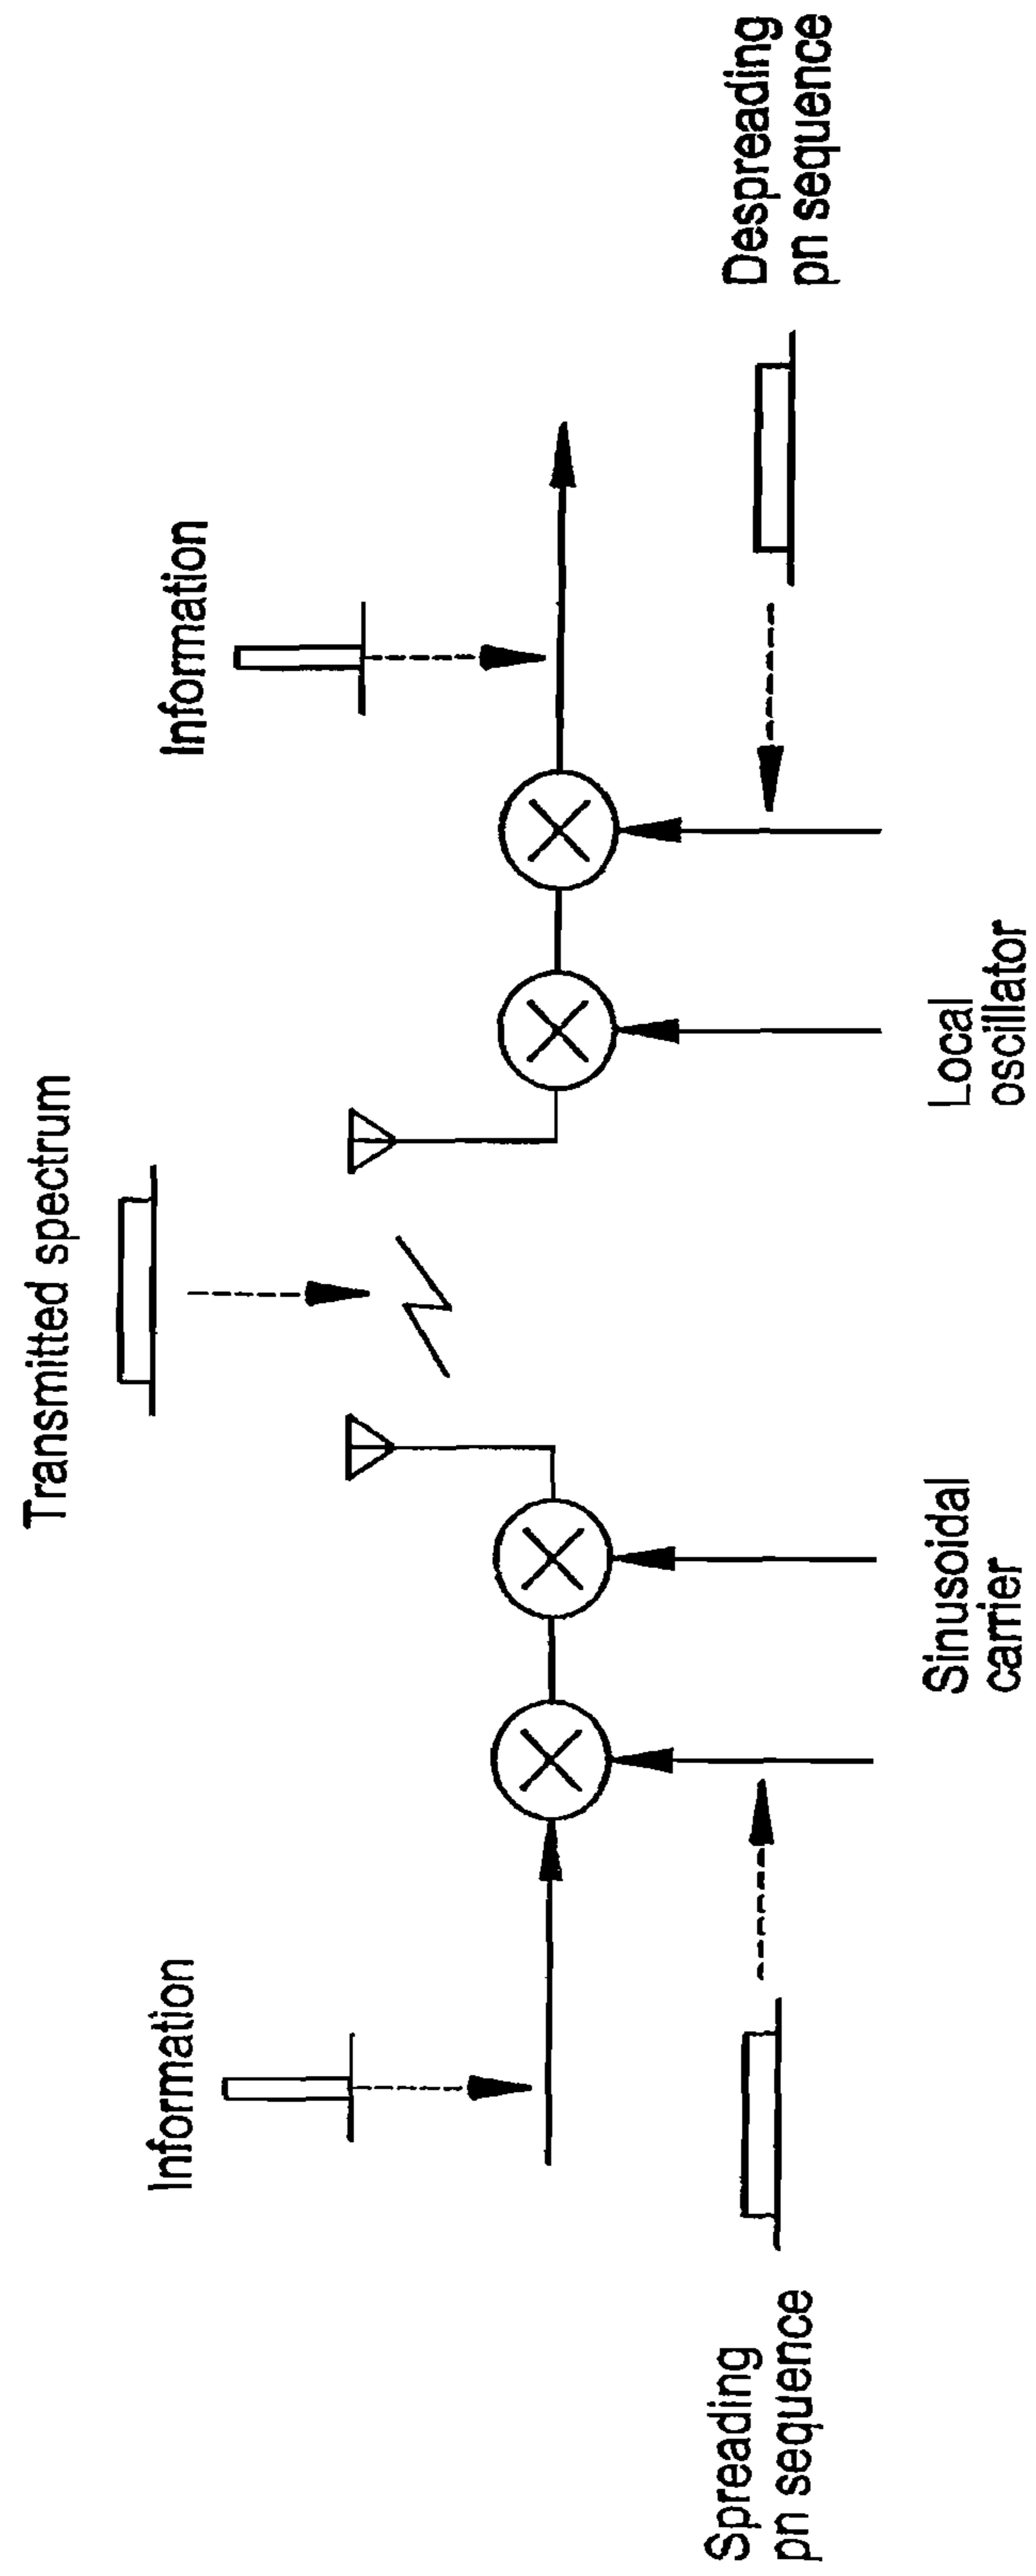 Transmitted spectrum
Information
Information
Spreading
pn sequence
Despreading
pn sequence
Sinusoidal
carrier
Local
oscillator